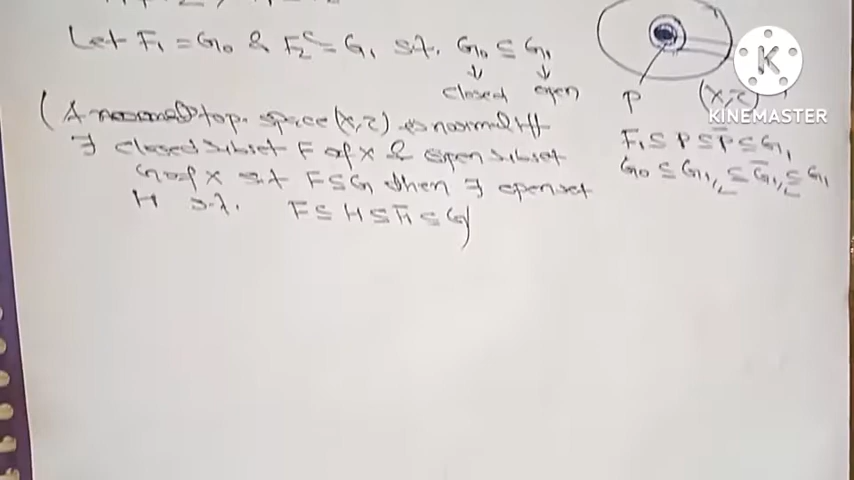 Let F₁ = G₀ & F₂ᶜ = G₁ s.t. G₀ ⊆ G₁
↓ ↓
closed open
(A normal top. space (X,τ) is normal iff
∃ closed subset F of X & open subset
G of X s.t F ⊆ G then ∃ open set
H s.t. F ⊆ H ⊆ H̄ ⊆ G)
P (X,τ)
F₁ ⊆ P ⊆ P̄ ⊆ G₁
G₀ ⊆ G₁/₂ ⊆ Ḡ₁/₂ ⊆ G₁
K
KINEMASTER